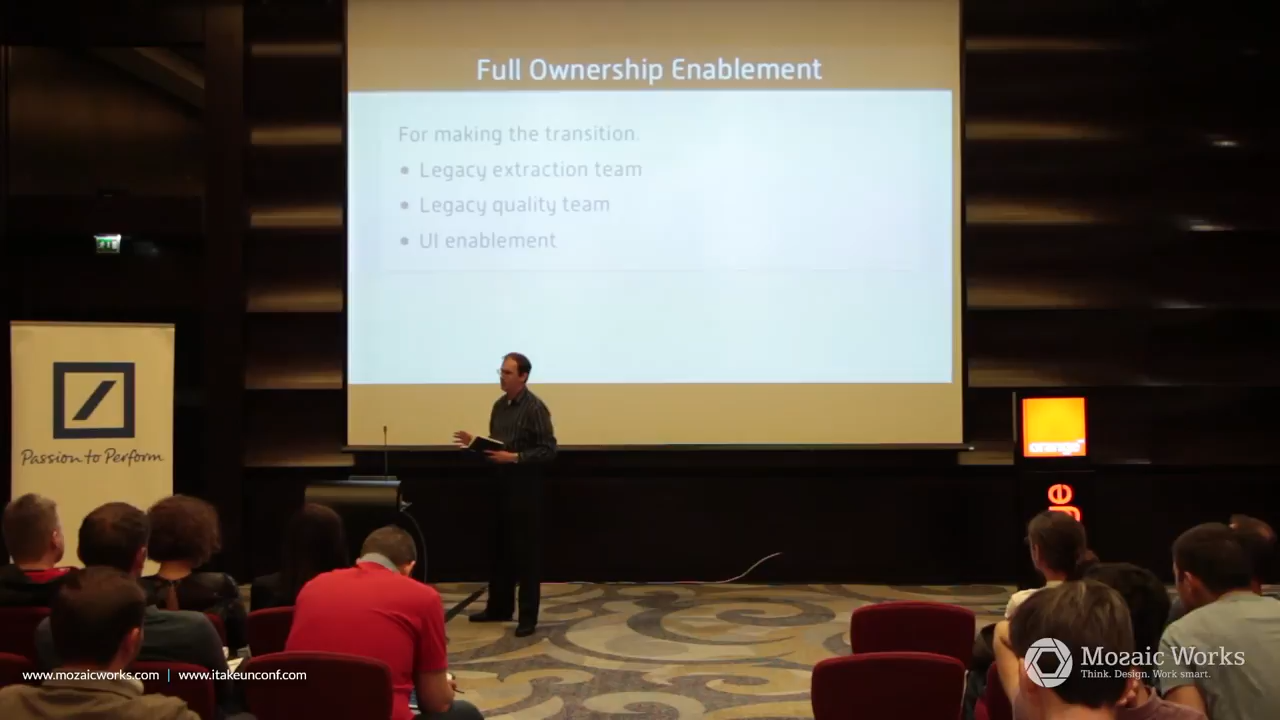 Full Ownership Enablement
For making the transition.
• Legacy extraction team
• Legacy quality team
• UI enablement
Passion to Perform
orange™
www.mozaicworks.com | www.itakeunconf.com
Mozaic Works
Think. Design. Work smart.